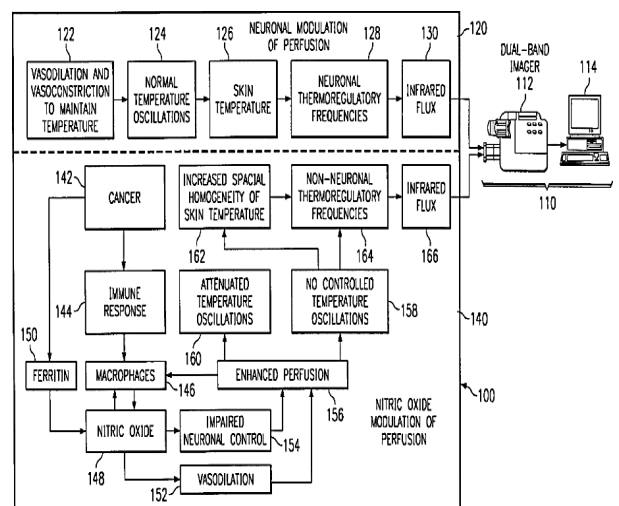 NEURONAL MODULATION
OF PERFUSION
120
122
124
126
128
130
DUAL-BAND
IMAGER
112
114
VASODILATION AND
VASOCONSTRICTION
TO MAINTAIN
TEMPERATURE
NORMAL
TEMPERATURE
OSCILLATIONS
SKIN
TEMPERATURE
NEURONAL
THERMOREGULATORY
FREQUENCIES
INFRARED
FLUX
110
142
CANCER
INCREASED SPACIAL
HOMOGENEITY OF
SKIN TEMPERATURE
NON-NEURONAL
THERMOREGULATORY
FREQUENCIES
INFRARED
FLUX
162
164
166
144
IMMUNE
RESPONSE
ATTENUATED
TEMPERATURE
OSCILLATIONS
NO CONTROLLED
TEMPERATURE
OSCILLATIONS
158
140
160
150
FERRITIN
MACROPHAGES
146
ENHANCED PERFUSION
156
100
NITRIC OXIDE
148
IMPAIRED
NEURONAL CONTROL
154
NITRIC OXIDE
MODULATION OF
PERFUSION
VASODILATION
152